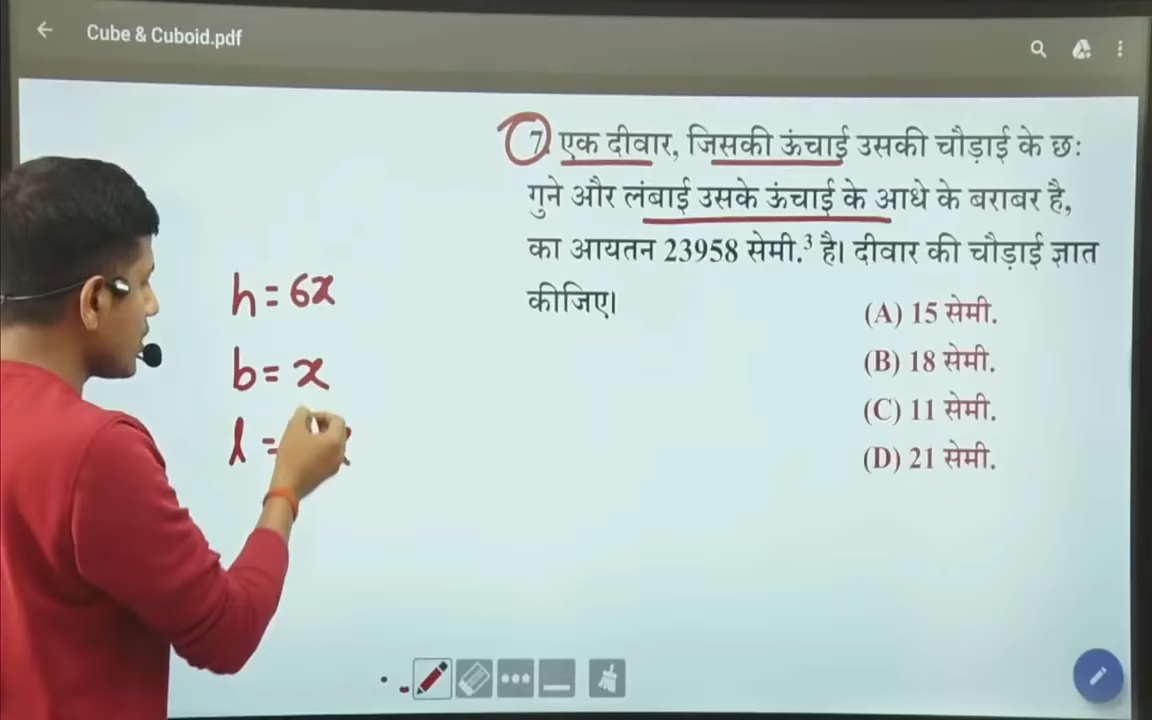 Cube & Cuboid.pdf
7. एक दीवार, जिसकी ऊंचाई उसकी चौड़ाई के छः
गुने और लंबाई उसके ऊंचाई के आधे के बराबर है,
का आयतन 23958 सेमी.³ है। दीवार की चौड़ाई ज्ञात
कीजिए।
(A) 15 सेमी.
(B) 18 सेमी.
(C) 11 सेमी.
(D) 21 सेमी.
h = 6x
b = x
l =